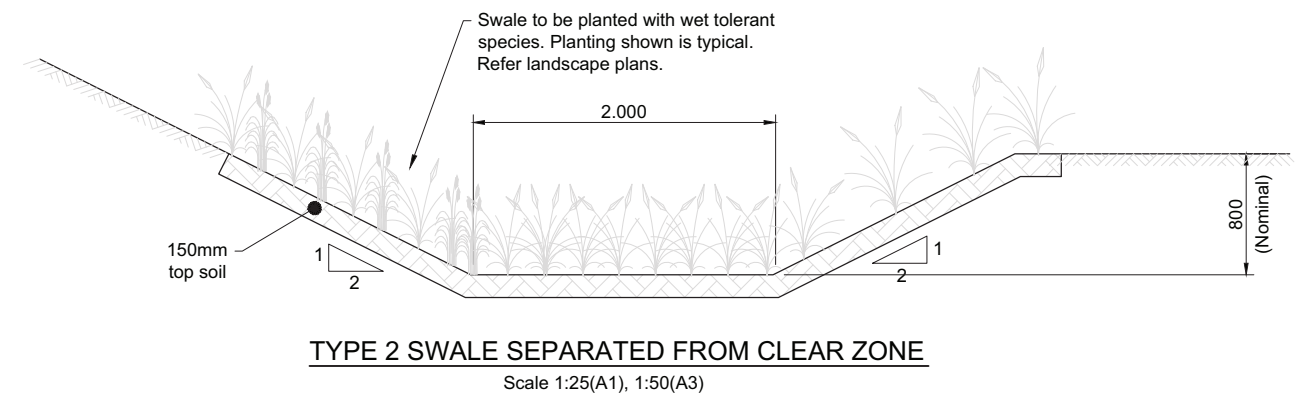 Swale to be planted with wet tolerant
species. Planting shown is typical.
Refer landscape plans.
2.000
800
(Nominal)
150mm
top soil
1
2
1
2
TYPE 2 SWALE SEPARATED FROM CLEAR ZONE
Scale 1:25(A1), 1:50(A3)